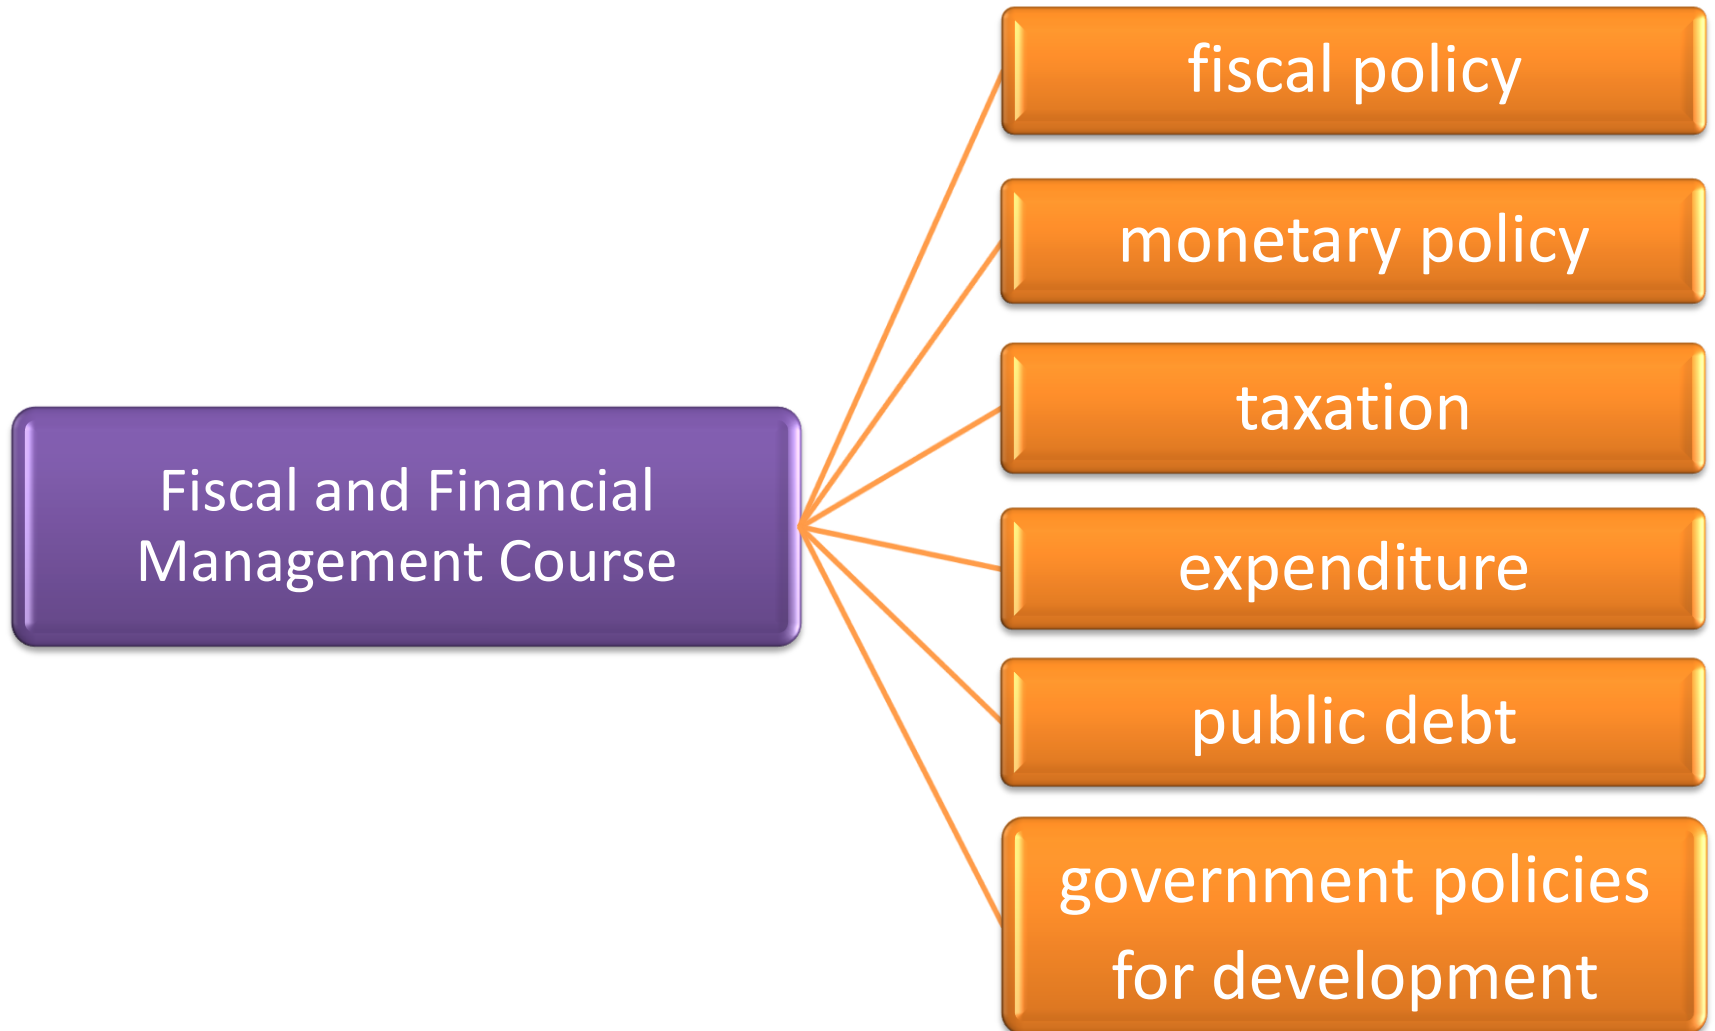 fiscal policy
monetary policy
taxation
Fiscal and Financial
Management Course
expenditure
public debt
government policies
for development